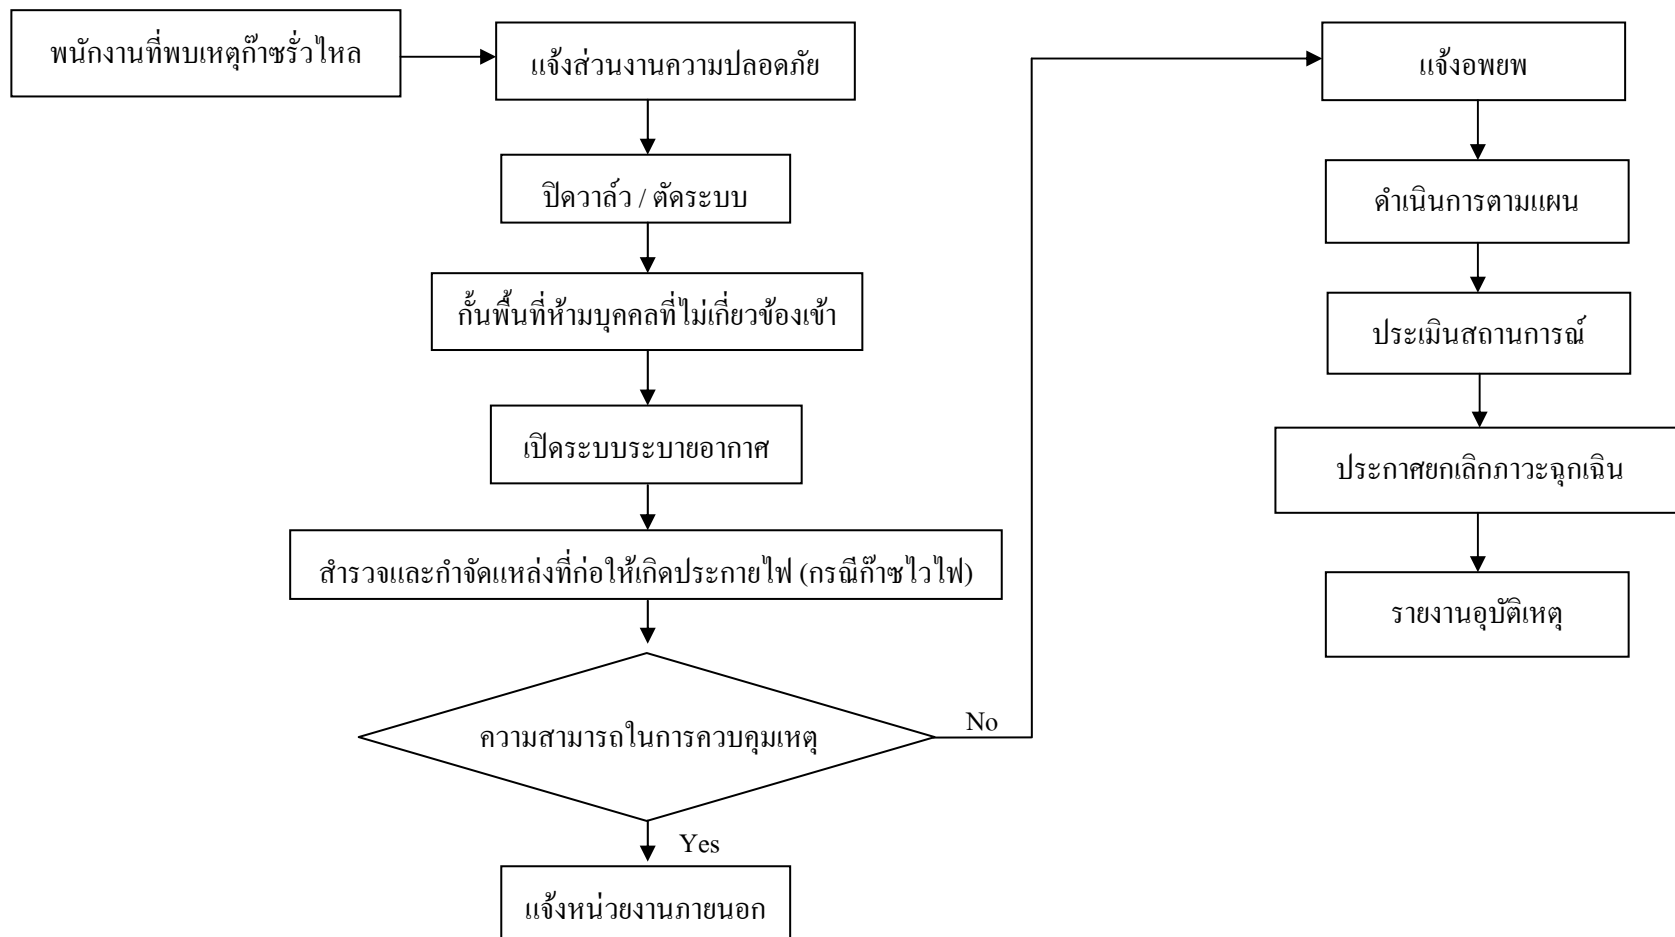 พนักงานที่พบเหตุก๊าซรั่วไหล
แจ้งส่วนงานความปลอดภัย
ปิดวาล์ว / ตัดระบบ
กั้นพื้นที่ห้ามบุคคลที่ไม่เกี่ยวข้องเข้า
เปิดระบบระบายอากาศ
สำรวจและกำจัดแหล่งที่ก่อให้เกิดประกายไฟ (กรณีก๊าซไวไฟ)
ความสามารถในการควบคุมเหตุ
No
Yes
แจ้งหน่วยงานภายนอก
แจ้งอพยพ
ดำเนินการตามแผน
ประเมินสถานการณ์
ประกาศยกเลิกภาวะฉุกเฉิน
รายงานอุบัติเหตุ